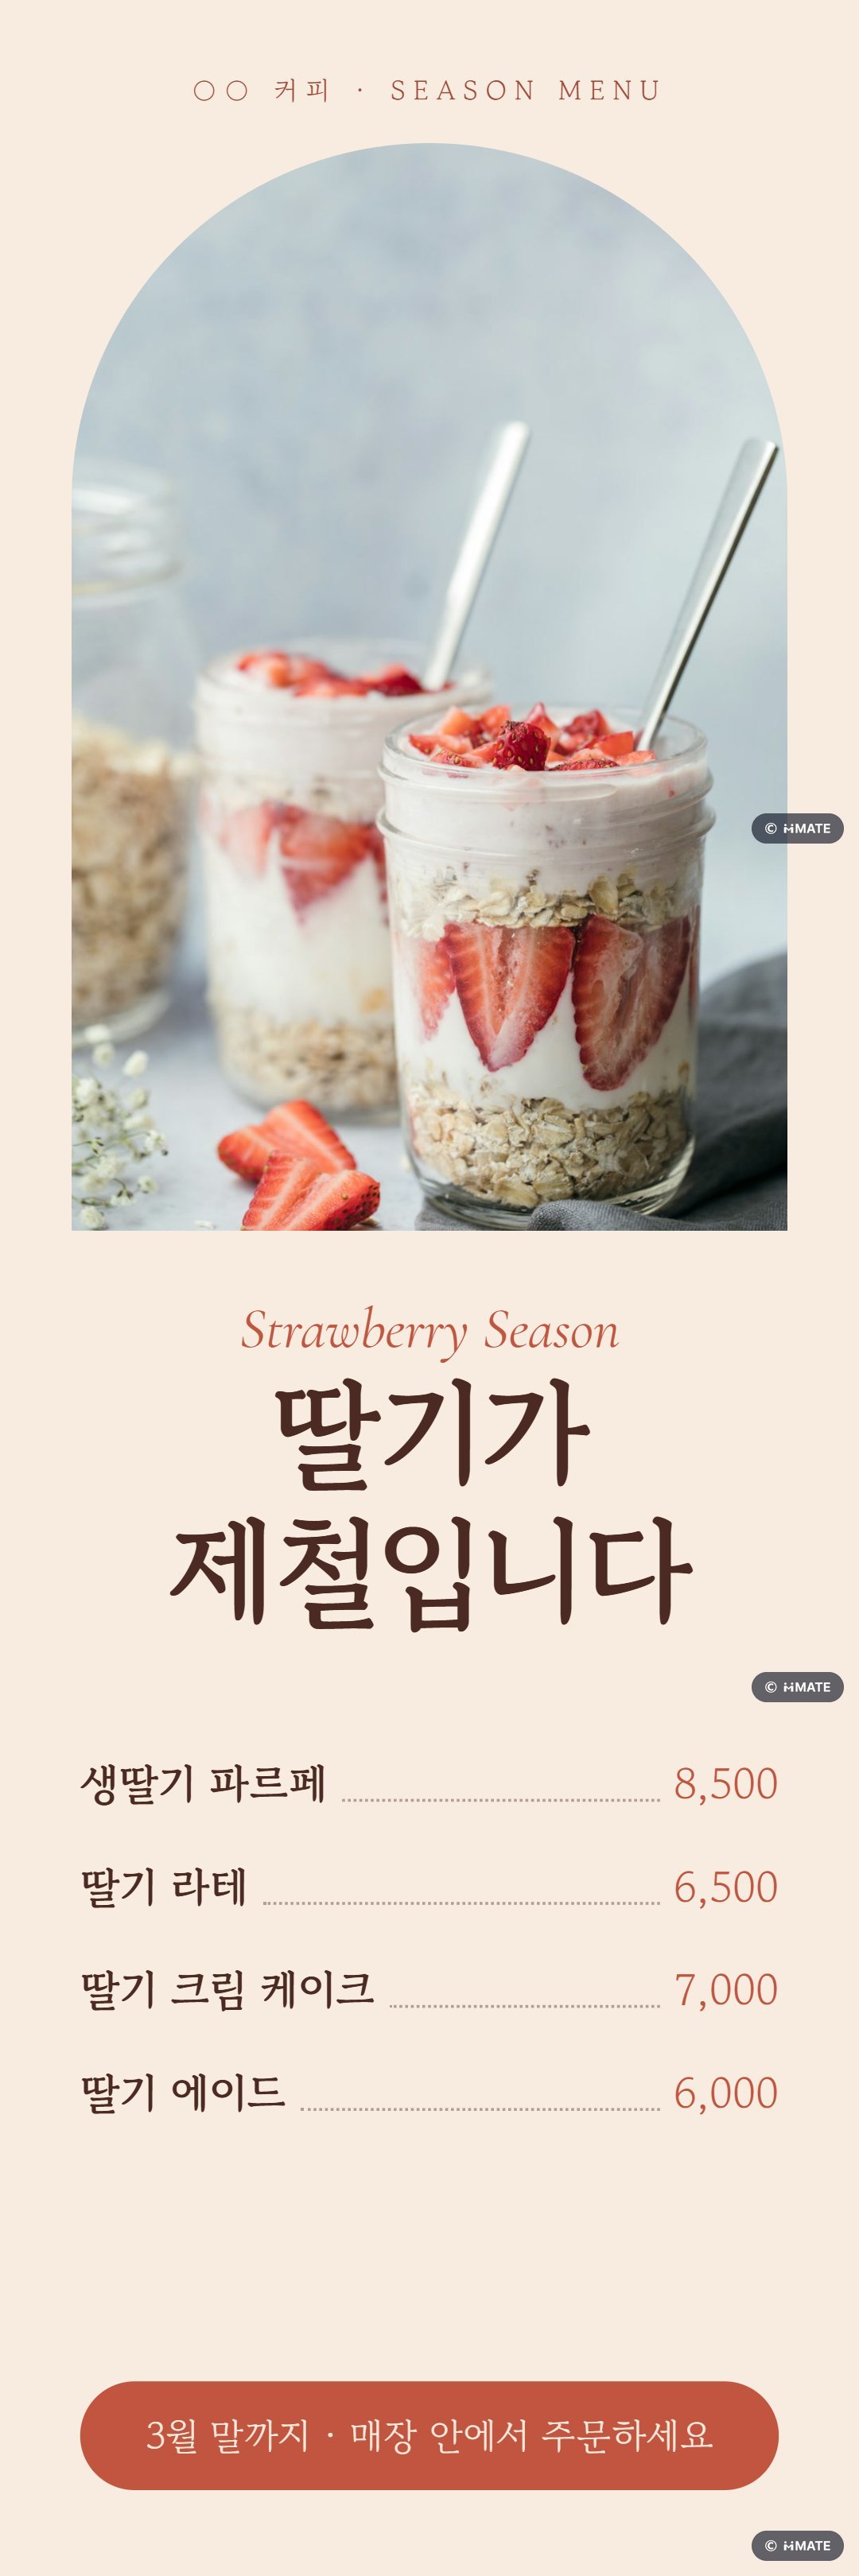 ○○ 커피 · SEASON MENU
© MMATE
Strawberry Season
딸기가
제철입니다
© MMATE
생딸기 파르페 8,500
딸기 라테 6,500
딸기 크림 케이크 7,000
딸기 에이드 6,000
3월 말까지 · 매장 안에서 주문하세요
© MMATE